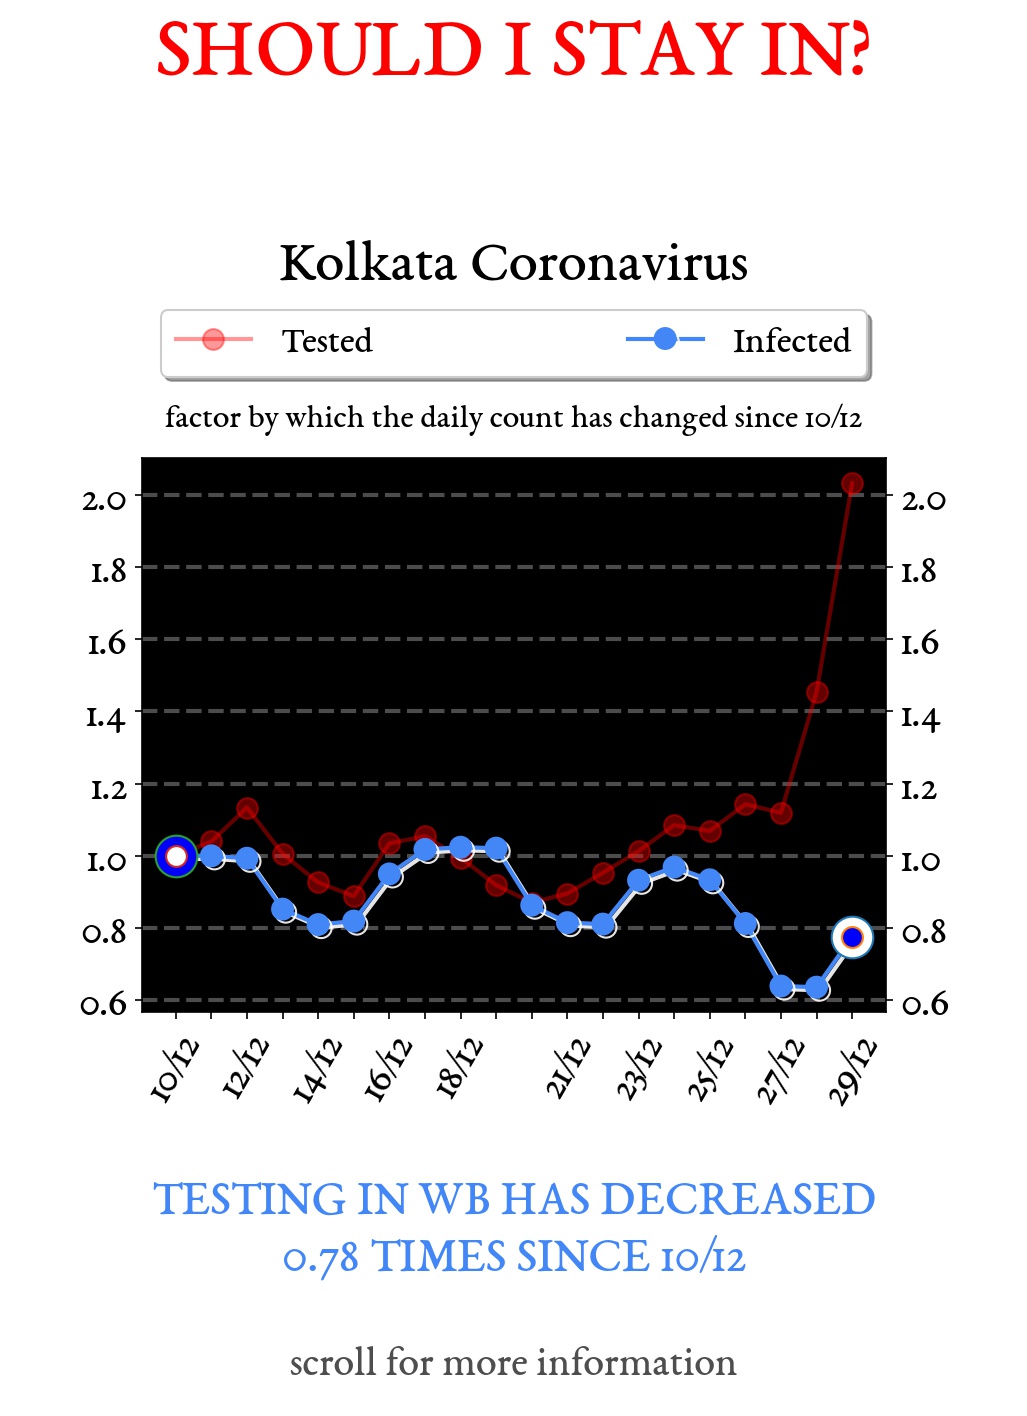 SHOULD I STAY IN?
Kolkata Coronavirus
Tested Infected
factor by which the daily count has changed since 10/12
2.0 2.0
1.8 1.8
1.6 1.6
1.4 1.4
1.2 1.2
1.0 1.0
0.8 0.8
0.6 0.6
10/12 12/12 14/12 16/12 18/12 21/12 23/12 25/12 27/12 29/12
TESTING IN WB HAS DECREASED
0.78 TIMES SINCE 10/12
scroll for more information